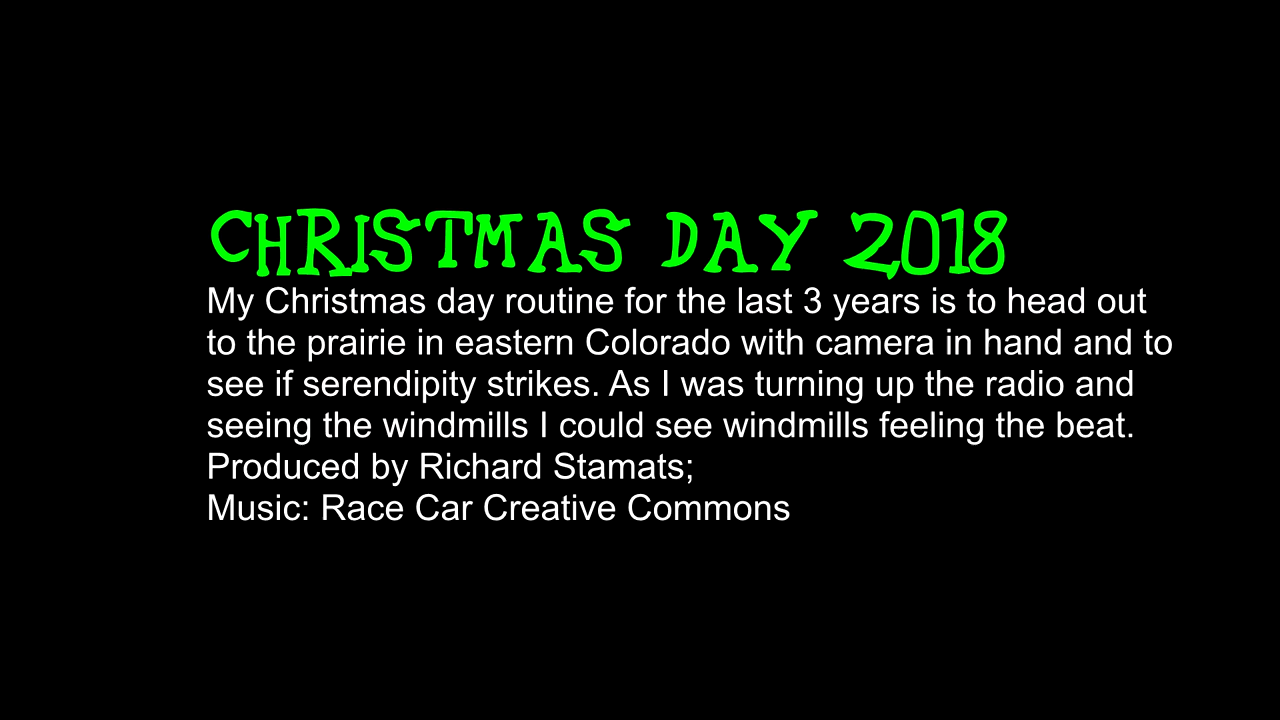 CHRISTMAS DAY 2018
My Christmas day routine for the last 3 years is to head out
to the prairie in eastern Colorado with camera in hand and to
see if serendipity strikes. As I was turning up the radio and
seeing the windmills I could see windmills feeling the beat.
Produced by Richard Stamats;
Music: Race Car Creative Commons